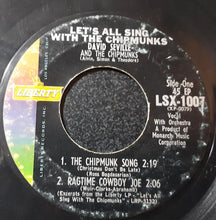 LET'S ALL SING
WITH THE CHIPMUNKS
DAVID SEVILLE
AND THE CHIPMUNKS
(Alvin, Simon & Theodore)
LIBERTY
Side One
45 EP
LSX-1007
Vocal
With Orchestra
A Product of
Monarch Music
Corporation
1. THE CHIPMUNK SONG 2:19
(Christmas Don't Be Late)
(Ross Bagdasarian)
2. RAGTIME COWBOY JOE 2:06
(Muir-Clarke-Abrahams)
(Excerpts from the Liberty LP - "Let's All
Sing With The Chipmunks" - LRP-3132)